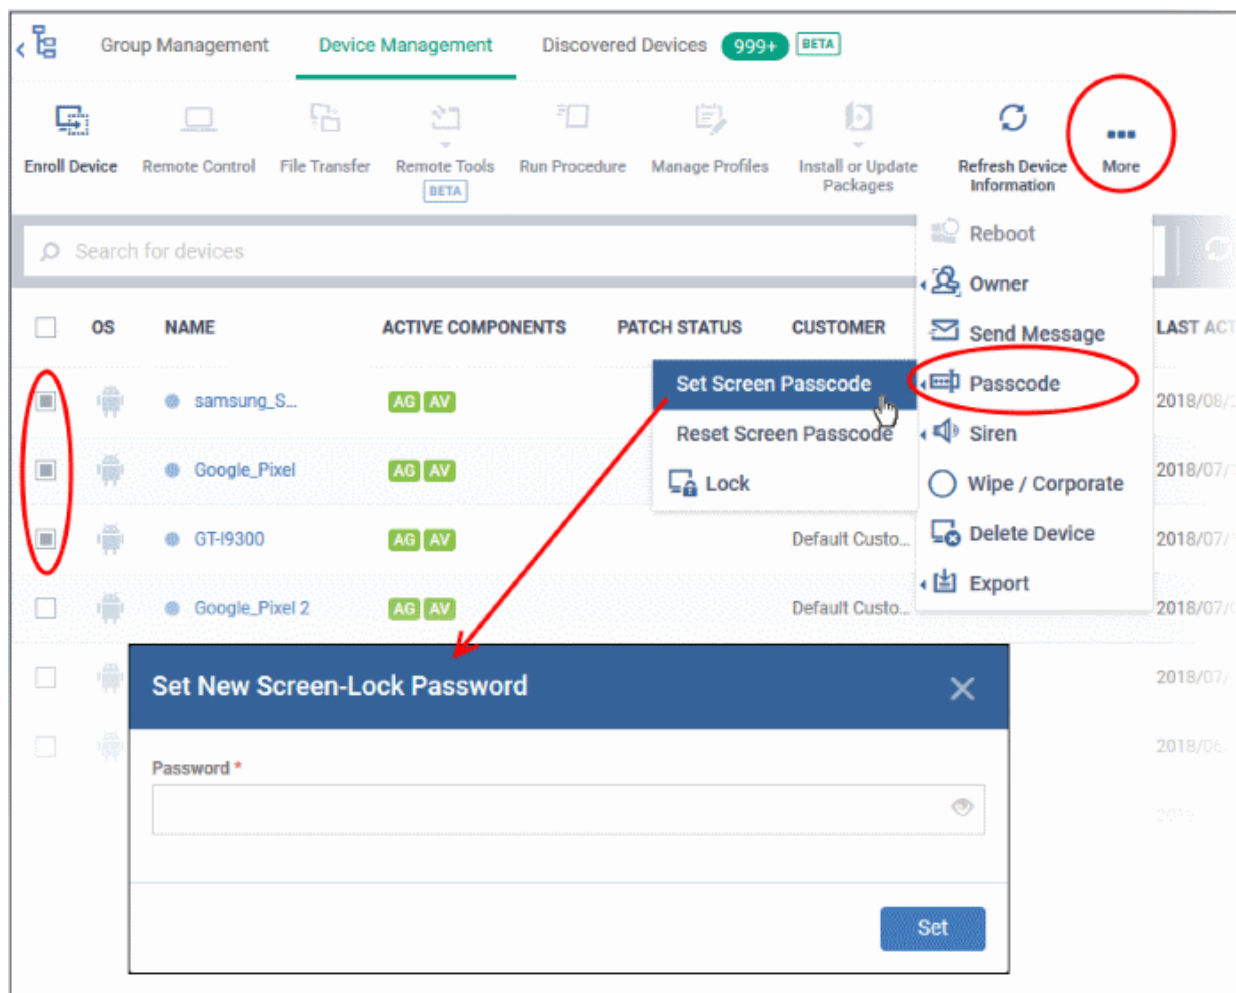 Group Management Device Management Discovered Devices 999+ BETA
Enroll Device Remote Control File Transfer Remote Tools Run Procedure Manage Profiles Install or Update Refresh Device More
BETA Packages Information
Search for devices
Reboot
Owner
Send Message
OS NAME ACTIVE COMPONENTS PATCH STATUS CUSTOMER LAST ACT
Set Screen Passcode
Passcode
samsung_S... AG AV 2018/08/
Reset Screen Passcode
Siren
Google_Pixel AG AV 2018/07/
Lock
Wipe / Corporate
GT-I9300 AG AV Default Custo... 2018/07/
Delete Device
Export
Google_Pixel 2 AG AV Default Custo... 2018/07/
2018/07/
2018/06
Set New Screen-Lock Password
Password *
Set